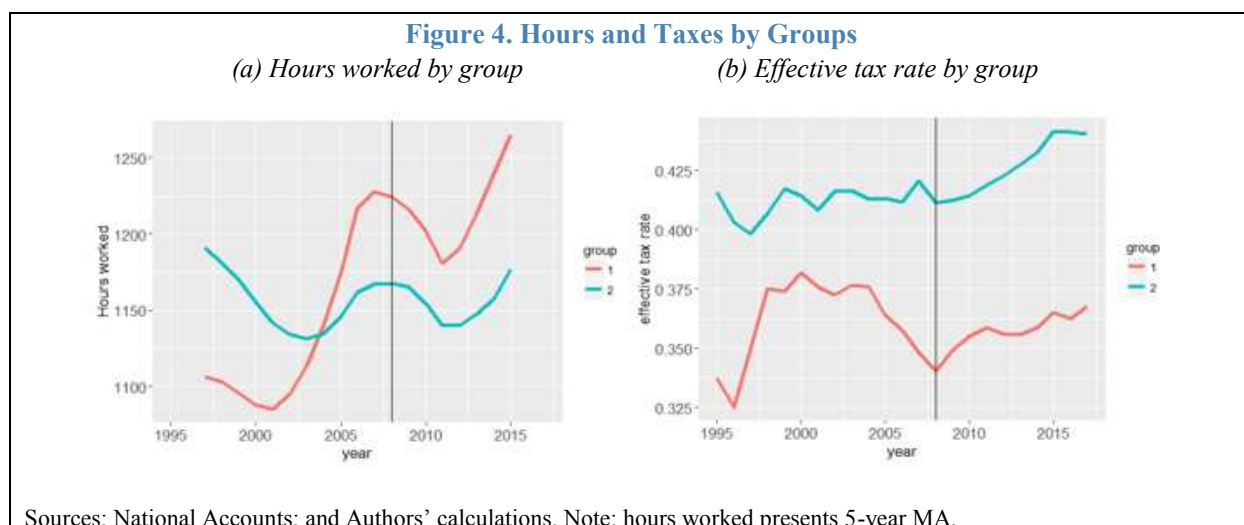 Figure 4. Hours and Taxes by Groups
(a) Hours worked by group
(b) Effective tax rate by group
1250
1200
1150
1100
Hours worked
1995
2000
2005
2010
2015
year
group
1
2
0.425
0.400
0.375
0.350
0.325
effective tax rate
1995
2000
2005
2010
2015
year
group
1
2
Sources: National Accounts; and Authors' calculations. Note: hours worked presents 5-year MA.